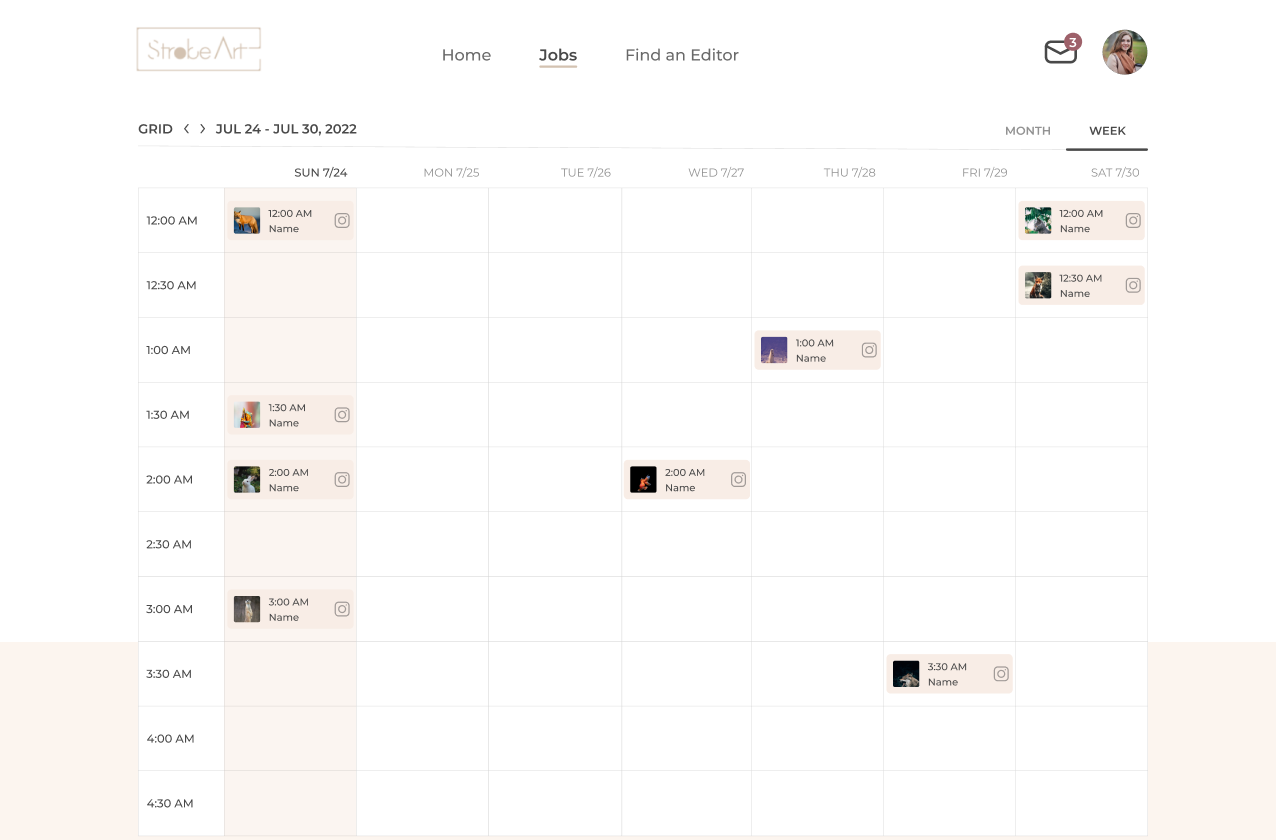 Strobe Art
Home Jobs Find an Editor
3
GRID < > JUL 24 - JUL 30, 2022
MONTH WEEK
SUN 7/24 MON 7/25 TUE 7/26 WED 7/27 THU 7/28 FRI 7/29 SAT 7/30
12:00 AM
12:00 AM
Name
12:00 AM
Name
12:30 AM
12:30 AM
Name
1:00 AM
1:00 AM
Name
1:30 AM
1:30 AM
Name
2:00 AM
2:00 AM
Name
2:00 AM
Name
2:30 AM
3:00 AM
3:00 AM
Name
3:30 AM
3:30 AM
Name
4:00 AM
4:30 AM